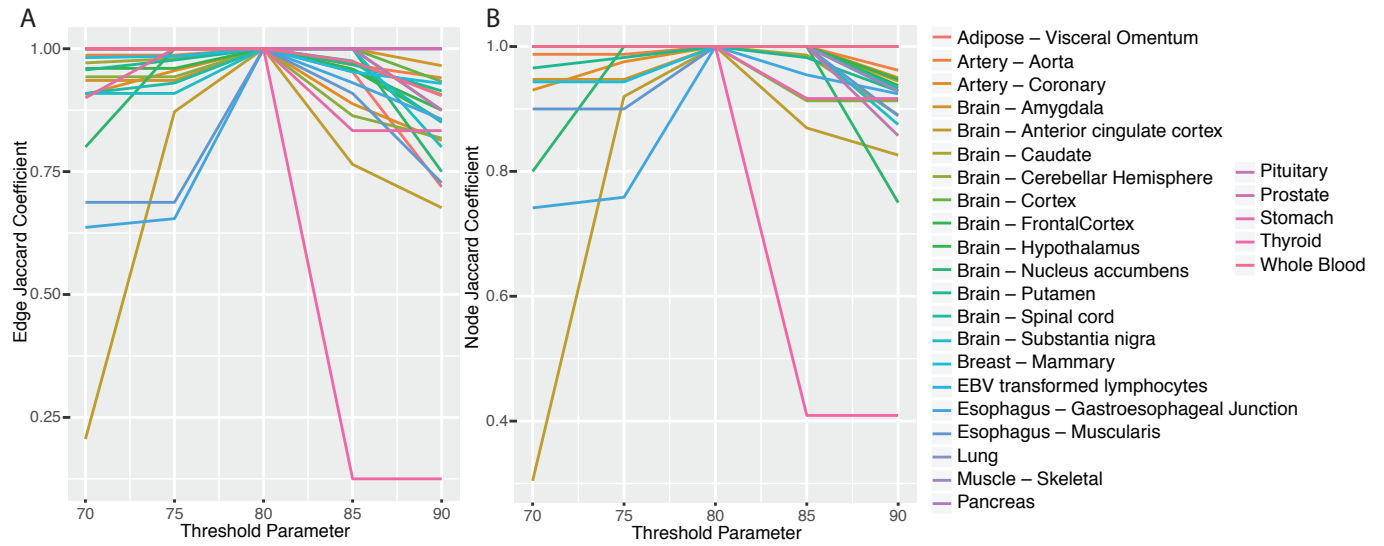 A
Edge Jaccard Coefficient
1.00
0.75
0.50
0.25
70 75 80 85 90
Threshold Parameter
B
Node Jaccard Coefficient
1.0
0.8
0.6
0.4
70 75 80 85 90
Threshold Parameter
Adipose – Visceral Omentum
Artery – Aorta
Artery – Coronary
Brain – Amygdala
Brain – Anterior cingulate cortex
Brain – Caudate
Brain – Cerebellar Hemisphere
Brain – Cortex
Brain – FrontalCortex
Brain – Hypothalamus
Brain – Nucleus accumbens
Brain – Putamen
Brain – Spinal cord
Brain – Substantia nigra
Breast – Mammary
EBV transformed lymphocytes
Esophagus – Gastroesophageal Junction
Esophagus – Muscularis
Lung
Muscle – Skeletal
Pancreas
Pituitary
Prostate
Stomach
Thyroid
Whole Blood